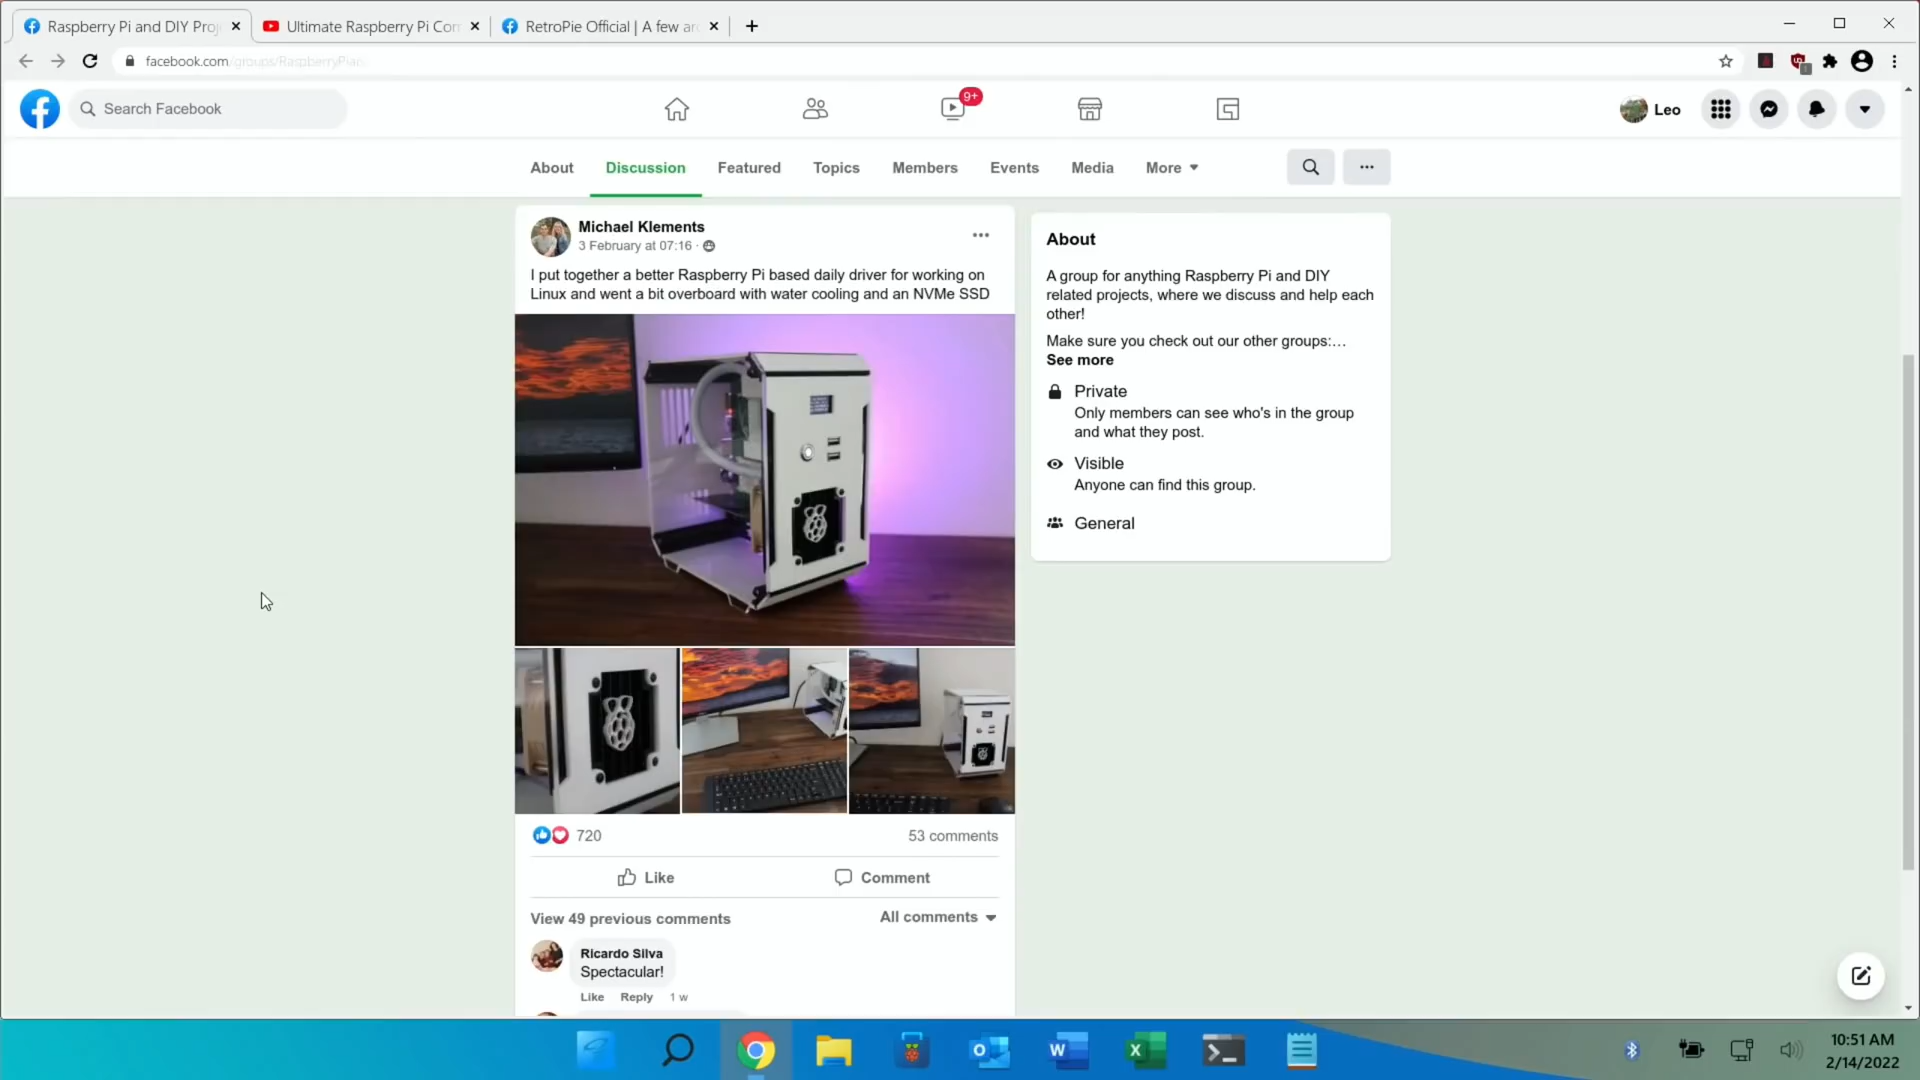 Raspberry Pi and DIY Proj
Ultimate Raspberry Pi Com
RetroPie Official | A few arc
facebook.com/groups/RaspberryPian
Search Facebook
9+
Leo
About
Discussion
Featured
Topics
Members
Events
Media
More
Michael Klements
3 February at 07:16 ·
I put together a better Raspberry Pi based daily driver for working on
Linux and went a bit overboard with water cooling and an NVMe SSD
720
53 comments
Like
Comment
View 49 previous comments
All comments
Ricardo Silva
Spectacular!
Like Reply 1 w
About
A group for anything Raspberry Pi and DIY
related projects, where we discuss and help each
other!
Make sure you check out our other groups:...
See more
Private
Only members can see who's in the group
and what they post.
Visible
Anyone can find this group.
General
10:51 AM
2/14/2022